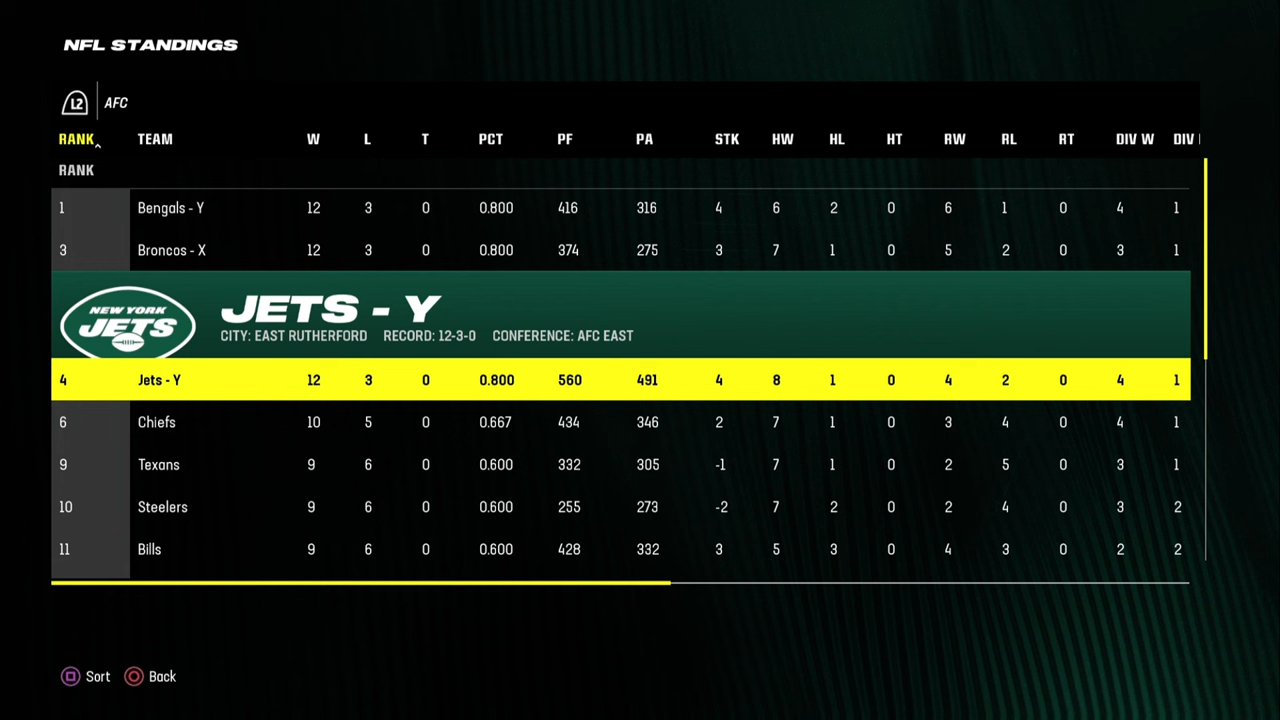 NFL STANDINGS
L2 AFC
RANK TEAM W L T PCT PF PA STK HW HL HT RW RL RT DIV W DIV
RANK
1 Bengals - Y 12 3 0 0.800 416 316 4 6 2 0 6 1 0 4 1
3 Broncos - X 12 3 0 0.800 374 275 3 7 1 0 5 2 0 3 1
NEW YORK
JETS
JETS - Y
CITY: EAST RUTHERFORD RECORD: 12-3-0 CONFERENCE: AFC EAST
4 Jets - Y 12 3 0 0.800 560 491 4 8 1 0 4 2 0 4 1
6 Chiefs 10 5 0 0.667 434 346 2 7 1 0 3 4 0 4 1
9 Texans 9 6 0 0.600 332 305 -1 7 1 0 2 5 0 3 1
10 Steelers 9 6 0 0.600 255 273 -2 7 2 0 2 4 0 3 2
11 Bills 9 6 0 0.600 428 332 3 5 3 0 4 3 0 2 2
Sort Back